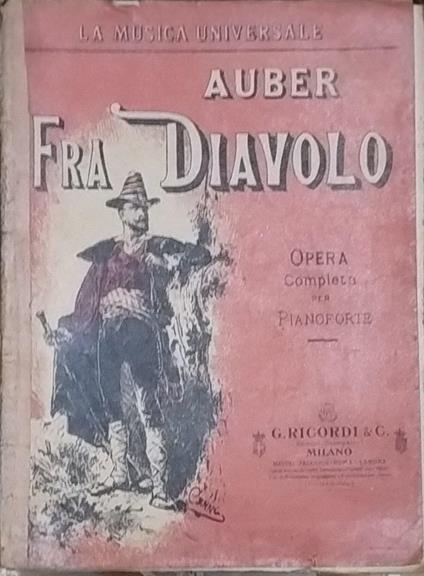 LA MUSICA UNIVERSALE
AUBER
FRA DIAVOLO
OPERA
Completa
PER
PIANOFORTE
G. RICORDI & C.
MILANO